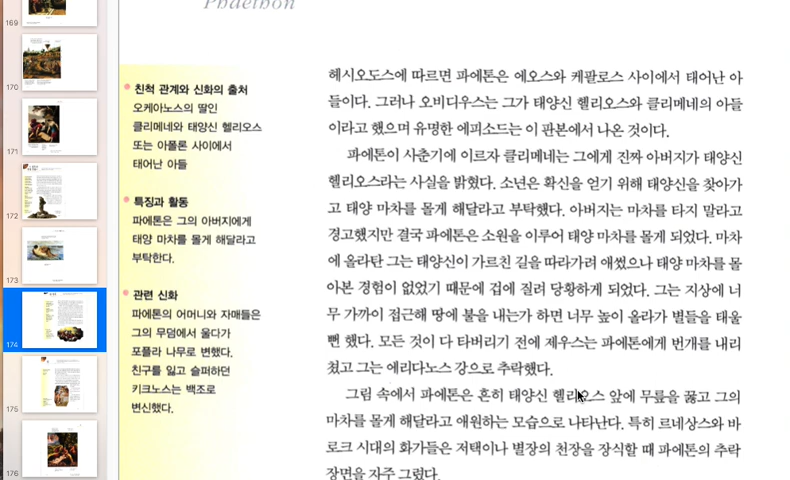 Phaethon
169
170
171
172
173
174
175
176
친척 관계와 신화의 출처
오케아노스의 딸인
클리메네와 태양신 헬리오스
또는 아폴론 사이에서
태어난 아들
특징과 활동
파에톤은 그의 아버지에게
태양 마차를 몰게 해달라고
부탁한다.
관련 신화
파에톤의 어머니와 자매들은
그의 무덤에서 울다가
포플라 나무로 변했다.
친구를 잃고 슬퍼하던
키크노스는 백조로
변신했다.
헤시오도스에 따르면 파에톤은 에오스와 케팔로스 사이에서 태어난 아
들이다. 그러나 오비디우스는 그가 태양신 헬리오스와 클리메네의 아들
이라고 했으며 유명한 에피소드는 이 판본에서 나온 것이다.
파에톤이 사춘기에 이르자 클리메네는 그에게 진짜 아버지가 태양신
헬리오스라는 사실을 밝혔다. 소년은 확신을 얻기 위해 태양신을 찾아가
고 태양 마차를 몰게 해달라고 부탁했다. 아버지는 마차를 타지 말라고
경고했지만 결국 파에톤은 소원을 이루어 태양 마차를 몰게 되었다. 마차
에 올라탄 그는 태양신이 가르친 길을 따라가려 애썼으나 태양 마차를 몰
아본 경험이 없었기 때문에 겁에 질려 당황하게 되었다. 그는 지상에 너
무 가까이 접근해 땅에 불을 내는가 하면 너무 높이 올라가 별들을 태울
뻔 했다. 모든 것이 다 타버리기 전에 제우스는 파에톤에게 번개를 내리
쳤고 그는 에리다노스 강으로 추락했다.
그림 속에서 파에톤은 흔히 태양신 헬리오스 앞에 무릎을 꿇고 그의
마차를 몰게 해달라고 애원하는 모습으로 나타난다. 특히 르네상스와 바
로크 시대의 화가들은 저택이나 별장의 천장을 장식할 때 파에톤의 추락
장면을 자주 그렸다.